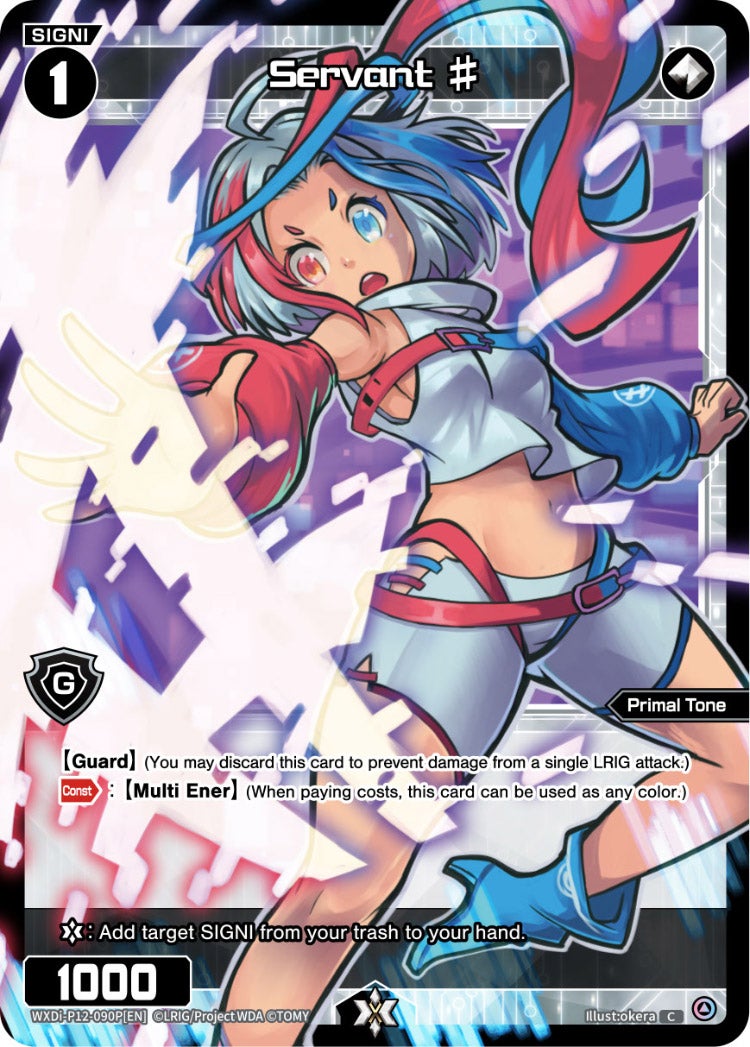 SIGNI
1
Servant ♯
G
Primal Tone
【Guard】 (You may discard this card to prevent damage from a single LRIG attack.)
Const : 【Multi Ener】 (When paying costs, this card can be used as any color.)
: Add target SIGNI from your trash to your hand.
1000
WXDi-P12-090P[EN] ©LRIG/Project WDA ©TOMY
Illust:okera C